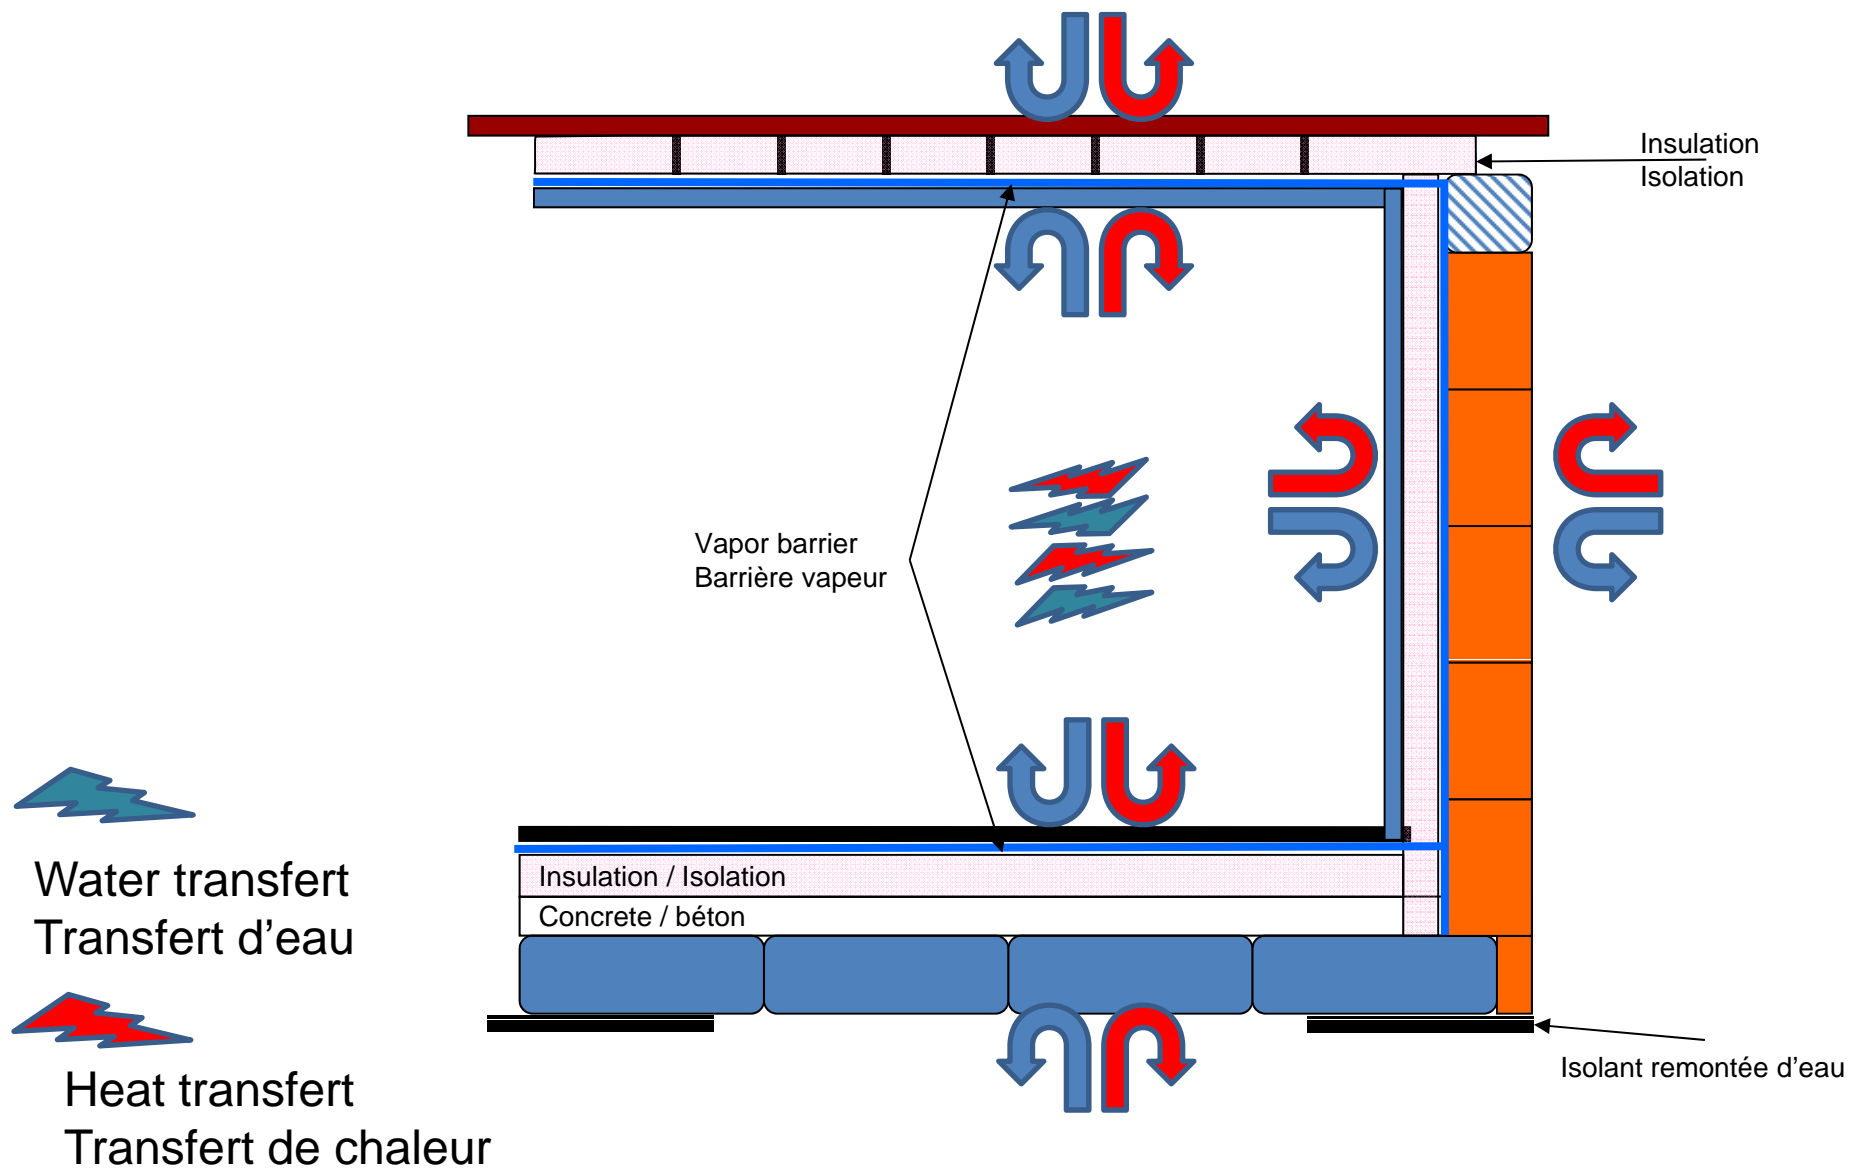 Insulation
Isolation
Vapor barrier
Barrière vapeur
Water transfert
Transfert d’eau
Insulation / Isolation
Concrete / béton
Heat transfert
Transfert de chaleur
Isolant remontée d’eau